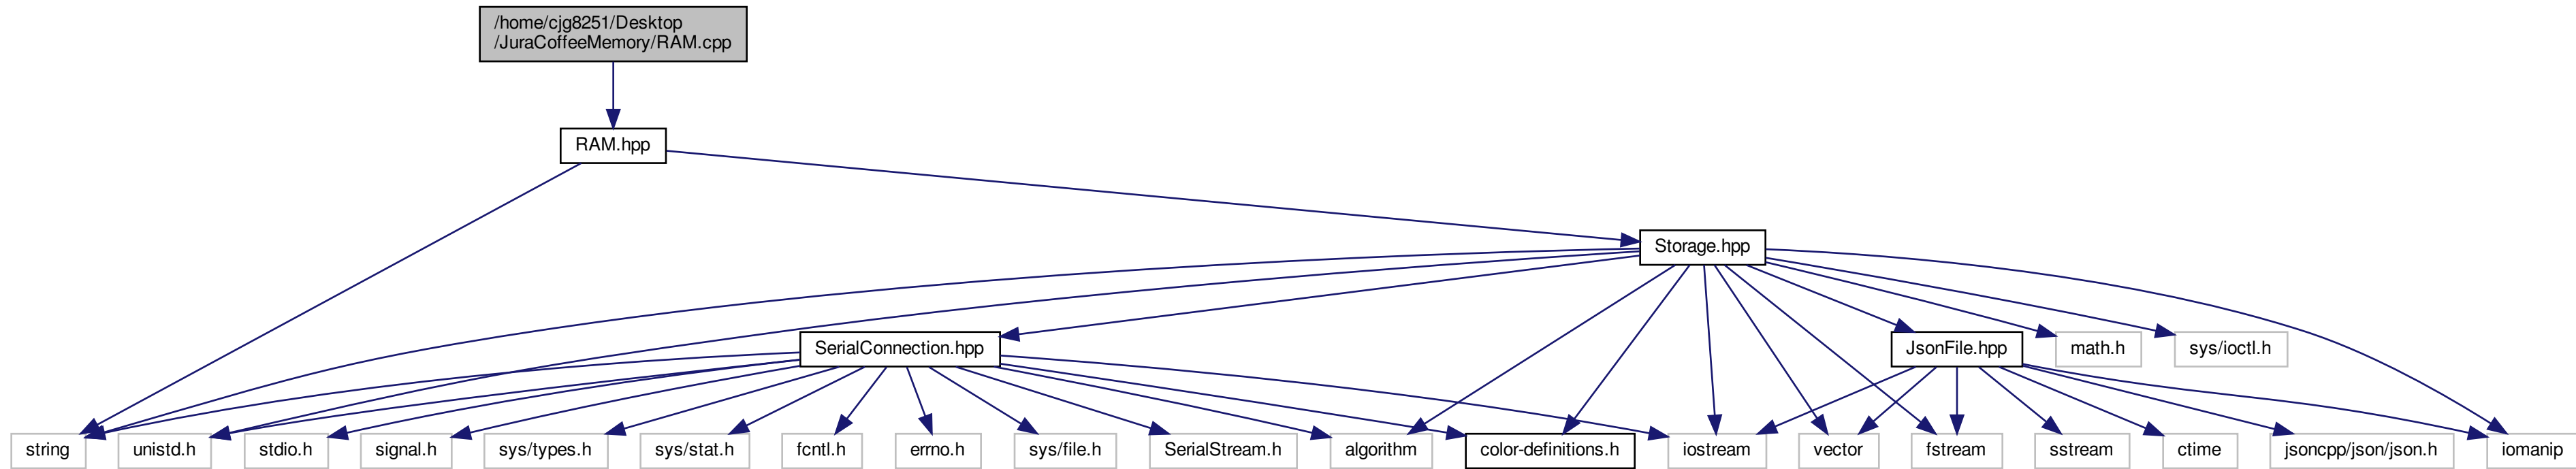 /home/cjg8251/Desktop
/JuraCoffeeMemory/RAM.cpp
RAM.hpp
Storage.hpp
SerialConnection.hpp
JsonFile.hpp
math.h
sys/ioctl.h
string
unistd.h
stdio.h
signal.h
sys/types.h
sys/stat.h
fcntl.h
errno.h
sys/file.h
SerialStream.h
algorithm
color-definitions.h
iostream
vector
fstream
sstream
ctime
jsoncpp/json/json.h
iomanip